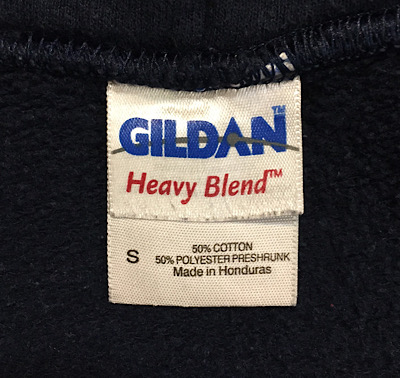 GILDAN™
Heavy Blend™
S
50% COTTON
50% POLYESTER PRESHRUNK
Made in Honduras